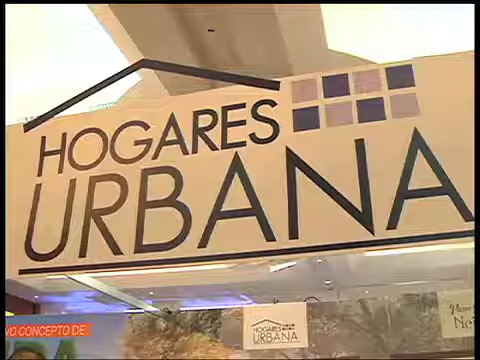 HOGARES
URBANA
VO CONCEPTO DE
HOGARES
URBANA